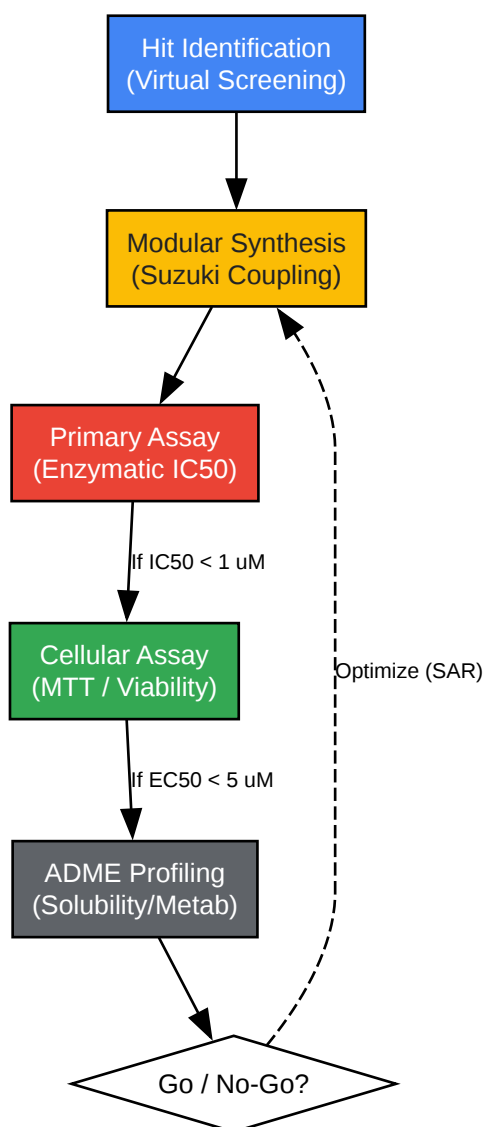 Hit Identification
(Virtual Screening)
Modular Synthesis
(Suzuki Coupling)
Primary Assay
(Enzymatic IC50)
If IC50 < 1 uM
Cellular Assay
(MTT / Viability)
Optimize (SAR)
If EC50 < 5 uM
ADME Profiling
(Solubility/Metab)
Go / No-Go?